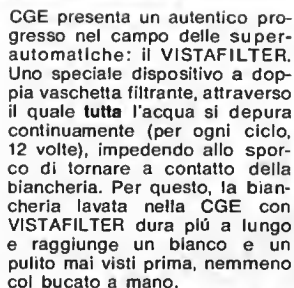 CGE presenta un autentico pro-
gresso nel campo delle super-
automatiche: il VISTAFILTER.
Uno speciale dispositivo a dop-
pia vaschetta filtrante, attraverso
il quale tutta l'acqua si depura
continuamente (per ogni ciclo,
12 volte), impedendo allo spor-
co di tornare a contatto della
biancheria. Per questo, la bian-
cheria lavata nella CGE con
VISTAFILTER dura plú a lungo
e raggiunge un bianco e un
pulito mai visti prima, nemmeno
col bucato a mano.